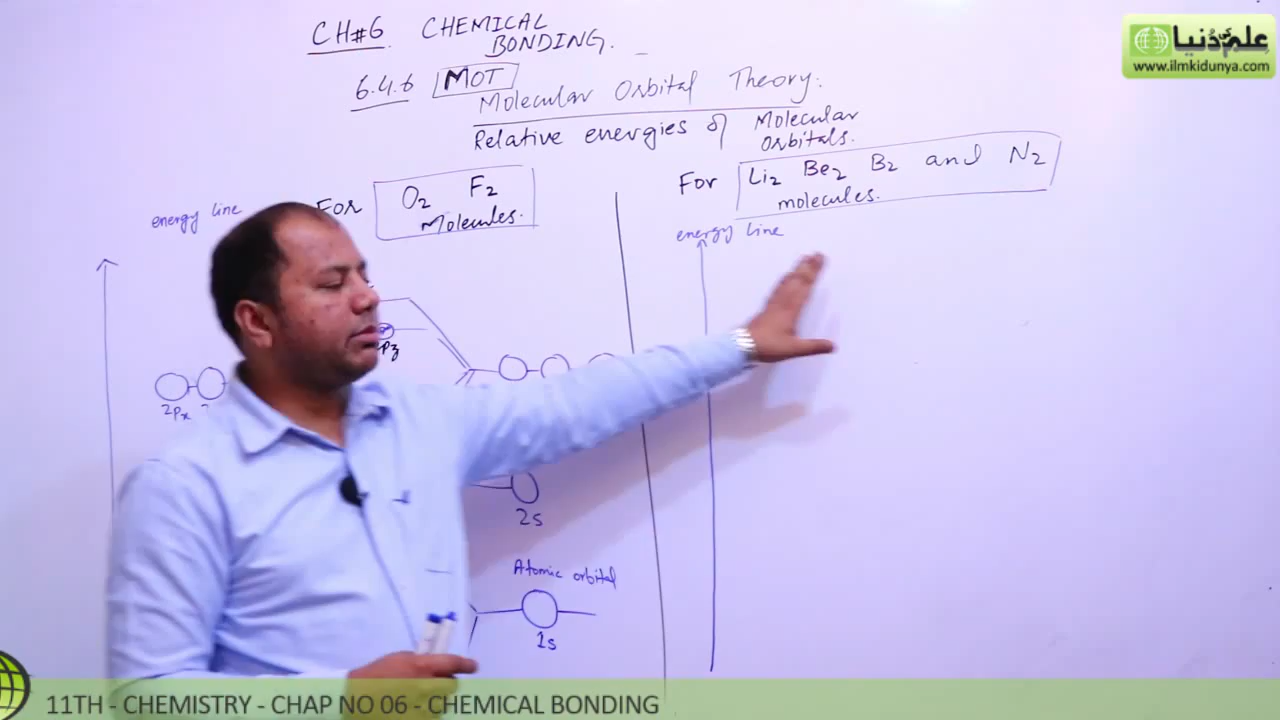 CH#6 CHEMICAL
BONDING.
6.4.6 MOT
Molecular Orbital Theory.
Relative energies of Molecular
Orbitals.
For O2 F2
Molecules.
For Li2 Be2 B2 and N2
molecules.
energy line
energy line
2Px
2s
Atomic orbital
1s
علم کی دنیا
www.ilmkidunya.com
11TH - CHEMISTRY - CHAP NO 06 - CHEMICAL BONDING